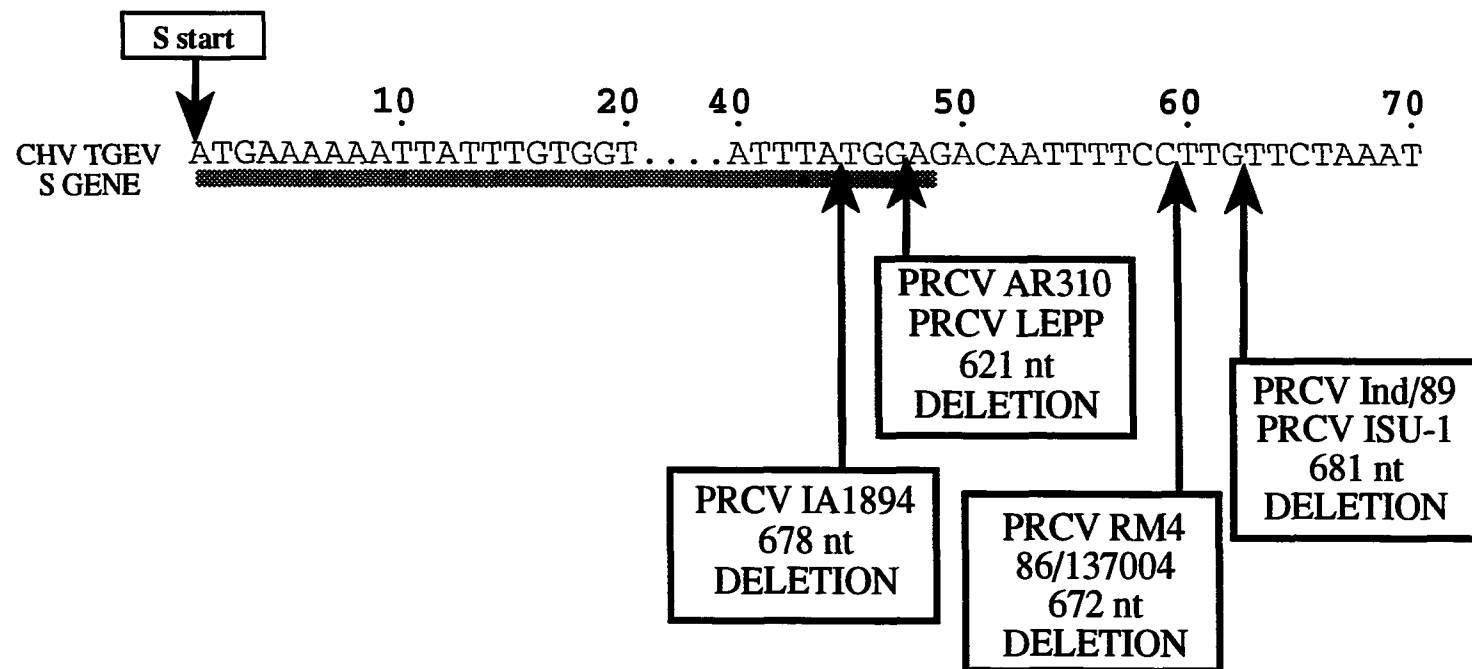 S start
10 20 40 50 60 70
CHV TGEV ATGAAAAAATTATTTGTGGT....ATTTATGGAGACAATTTTCCTTGTTCTAAAT
S GENE
PRCV AR310
PRCV LEPP
621 nt
DELETION
PRCV Ind/89
PRCV ISU-1
681 nt
DELETION
PRCV IA1894
678 nt
DELETION
PRCV RM4
86/137004
672 nt
DELETION